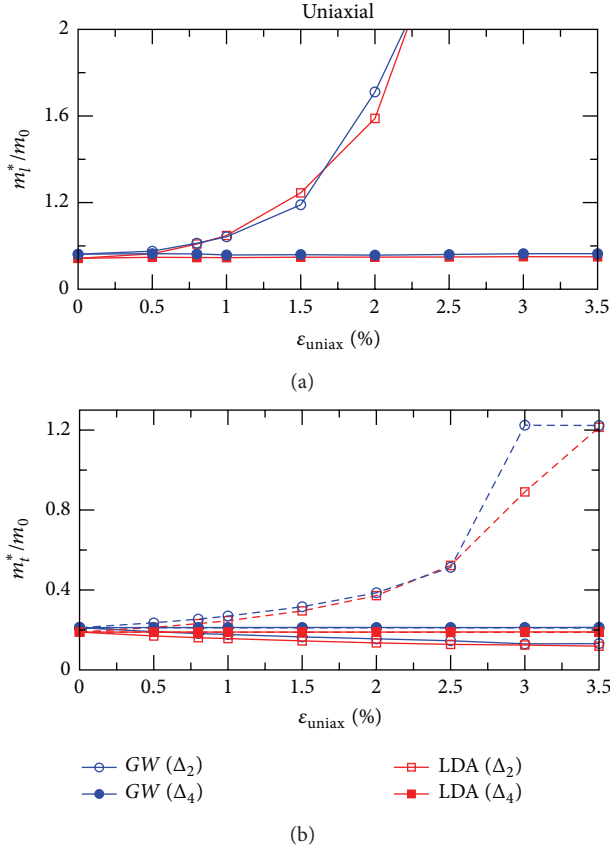 Uniaxial
2
1.6
1.2
0
m*l/m0
0 0.5 1 1.5 2 2.5 3 3.5
εuniax (%)
(a)
1.2
0.8
0.4
0
m*t/m0
0 0.5 1 1.5 2 2.5 3 3.5
εuniax (%)
GW (Δ2) LDA (Δ2)
GW (Δ4) LDA (Δ4)
(b)